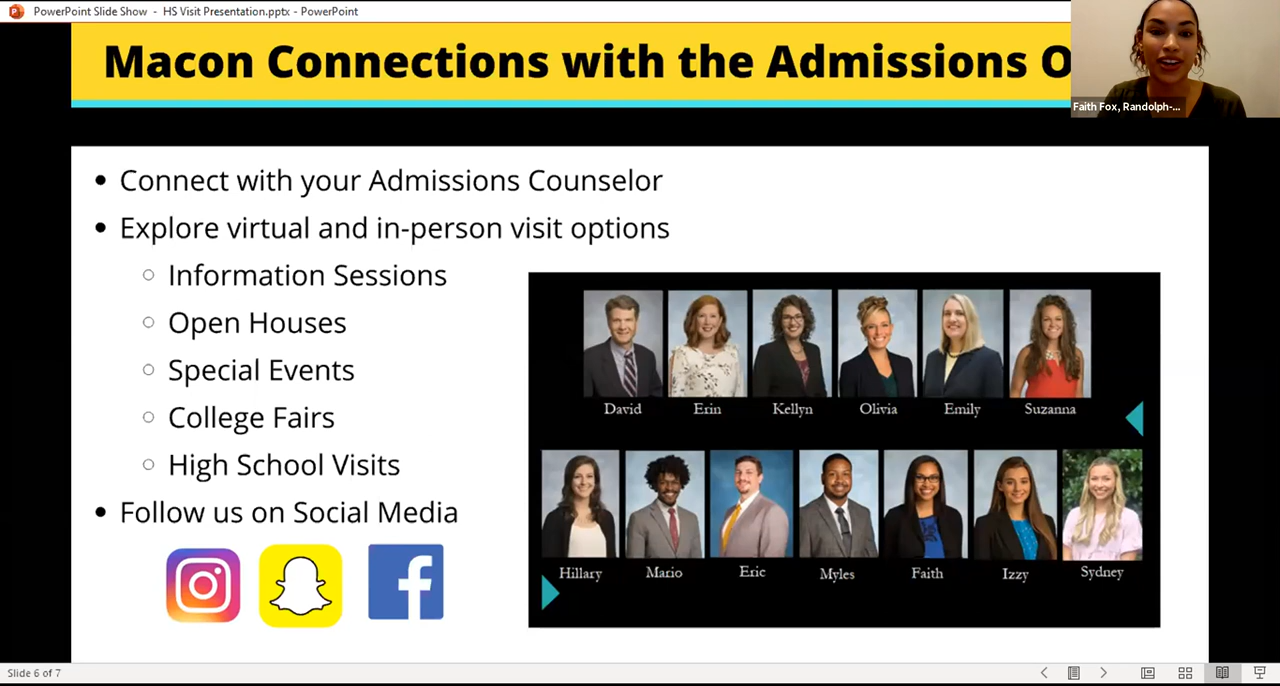 PowerPoint Slide Show - HS Visit Presentation.pptx - PowerPoint
Macon Connections with the Admissions O
Faith Fox, Randolph-...
Connect with your Admissions Counselor
Explore virtual and in-person visit options
Information Sessions
Open Houses
Special Events
College Fairs
High School Visits
Follow us on Social Media
David Erin Kellyn Olivia Emily Suzanna
Hillary Mario Eric Myles Faith Izzy Sydney
Slide 6 of 7